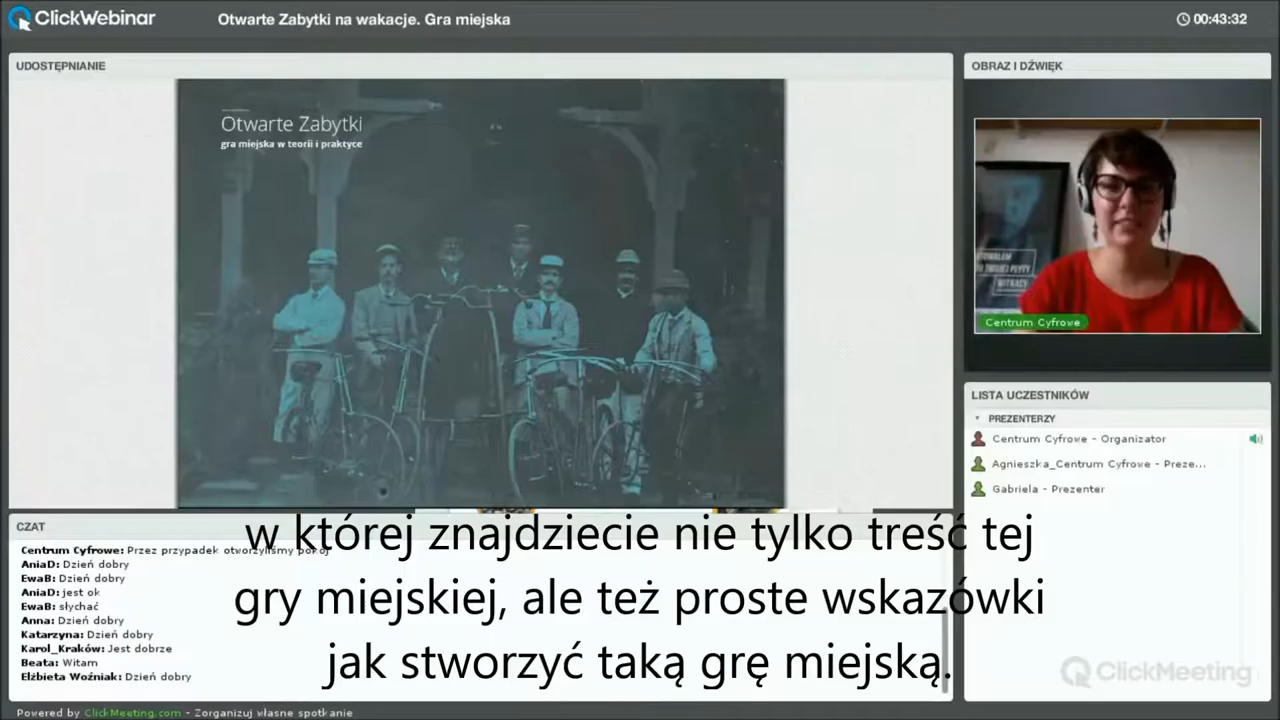 ClickWebinar
Otwarte Zabytki na wakacje. Gra miejska
00:43:32
UDOSTĘPNIANIE
Otwarte Zabytki
gra miejska w teorii i praktyce
OBRAZ I DŹWIĘK
TWOJEJ PŁYTY
WITKACY
Centrum Cyfrowe
LISTA UCZESTNIKÓW
PREZENTERZY
Centrum Cyfrowe - Organizator
Agnieszka_Centrum Cyfrowe - Preze...
Gabriela - Prezenter
CZAT
Centrum Cyfrowe: Przez przypadek otworzyliśmy pokój
AniaD: Dzień dobry
EwaB: Dzień dobry
AniaD: jest ok
EwaB: słychać
Anna: Dzień dobry
Katarzyna: Dzień dobry
Karol_Kraków: Jest dobrze
Beata: Witam
Elżbieta Woźniak: Dzień dobry
w której znajdziecie nie tylko treść tej
gry miejskiej, ale też proste wskazówki
jak stworzyć taką grę miejską.
ClickMeeting
Powered by ClickMeeting.com - Zorganizuj własne spotkanie